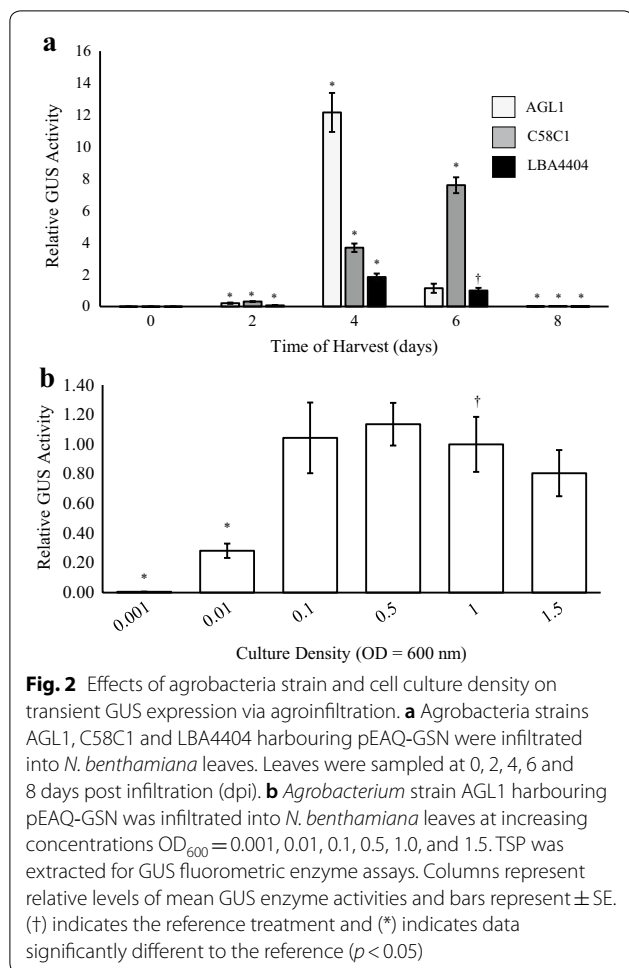 a
16
14
12
10
8
6
4
2
0
Relative GUS Activity
* * * * * * * † * * *
AGL1
C58C1
LBA4404
0 2 4 6 8
Time of Harvest (days)
b
1.40
1.20
1.00
0.80
0.60
0.40
0.20
0.00
Relative GUS Activity
* * †
0.001 0.01 0.1 0.5 1 1.5
Culture Density (OD = 600 nm)
Fig. 2 Effects of agrobacteria strain and cell culture density on
transient GUS expression via agroinfiltration. a Agrobacteria strains
AGL1, C58C1 and LBA4404 harbouring pEAQ-GSN were infiltrated
into N. benthamiana leaves. Leaves were sampled at 0, 2, 4, 6 and
8 days post infiltration (dpi). b Agrobacterium strain AGL1 harbouring
pEAQ-GSN was infiltrated into N. benthamiana leaves at increasing
concentrations OD600 = 0.001, 0.01, 0.1, 0.5, 1.0, and 1.5. TSP was
extracted for GUS fluorometric enzyme assays. Columns represent
relative levels of mean GUS enzyme activities and bars represent ± SE.
(†) indicates the reference treatment and (*) indicates data
significantly different to the reference (p < 0.05)